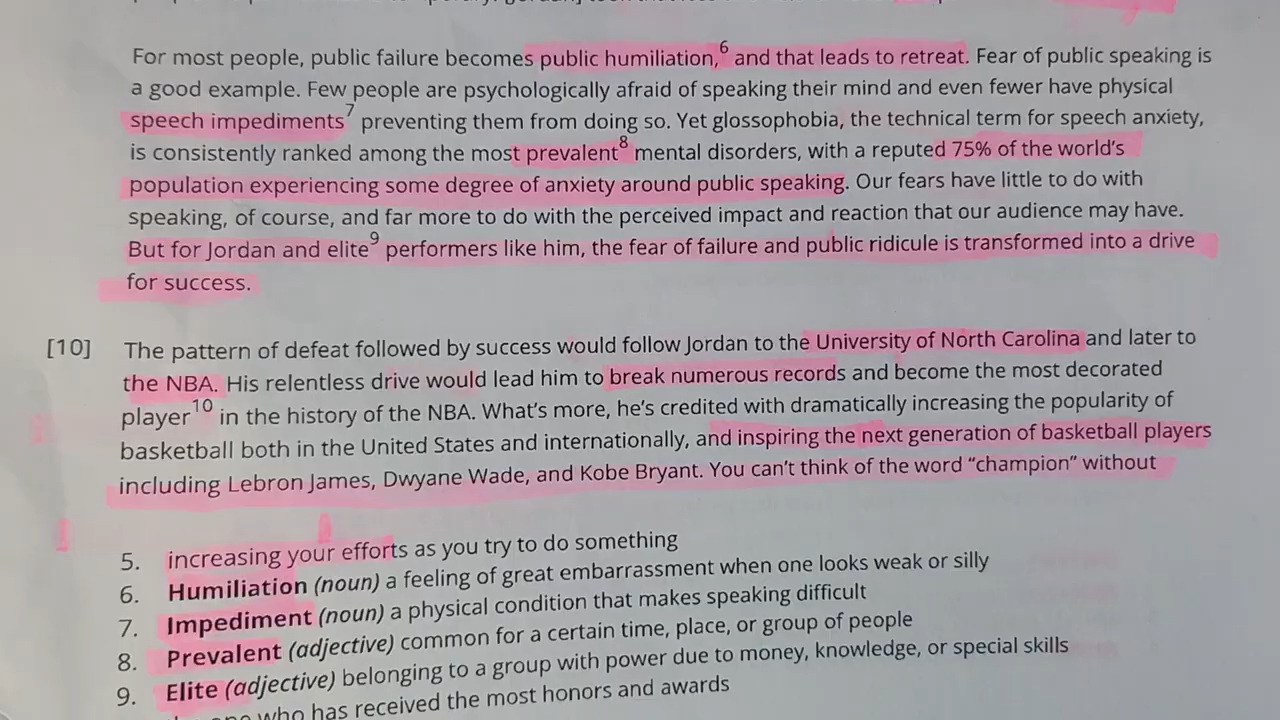 For most people, public failure becomes public humiliation,6 and that leads to retreat. Fear of public speaking is
a good example. Few people are psychologically afraid of speaking their mind and even fewer have physical
speech impediments7 preventing them from doing so. Yet glossophobia, the technical term for speech anxiety,
is consistently ranked among the most prevalent8 mental disorders, with a reputed 75% of the world's
population experiencing some degree of anxiety around public speaking. Our fears have little to do with
speaking, of course, and far more to do with the perceived impact and reaction that our audience may have.
But for Jordan and elite9 performers like him, the fear of failure and public ridicule is transformed into a drive
for success.
[10] The pattern of defeat followed by success would follow Jordan to the University of North Carolina and later to
the NBA. His relentless drive would lead him to break numerous records and become the most decorated
player10 in the history of the NBA. What's more, he's credited with dramatically increasing the popularity of
basketball both in the United States and internationally, and inspiring the next generation of basketball players
including Lebron James, Dwyane Wade, and Kobe Bryant. You can't think of the word "champion" without
5. increasing your efforts as you try to do something
6. Humiliation (noun) a feeling of great embarrassment when one looks weak or silly
7. Impediment (noun) a physical condition that makes speaking difficult
8. Prevalent (adjective) common for a certain time, place, or group of people
9. Elite (adjective) belonging to a group with power due to money, knowledge, or special skills
who has received the most honors and awards